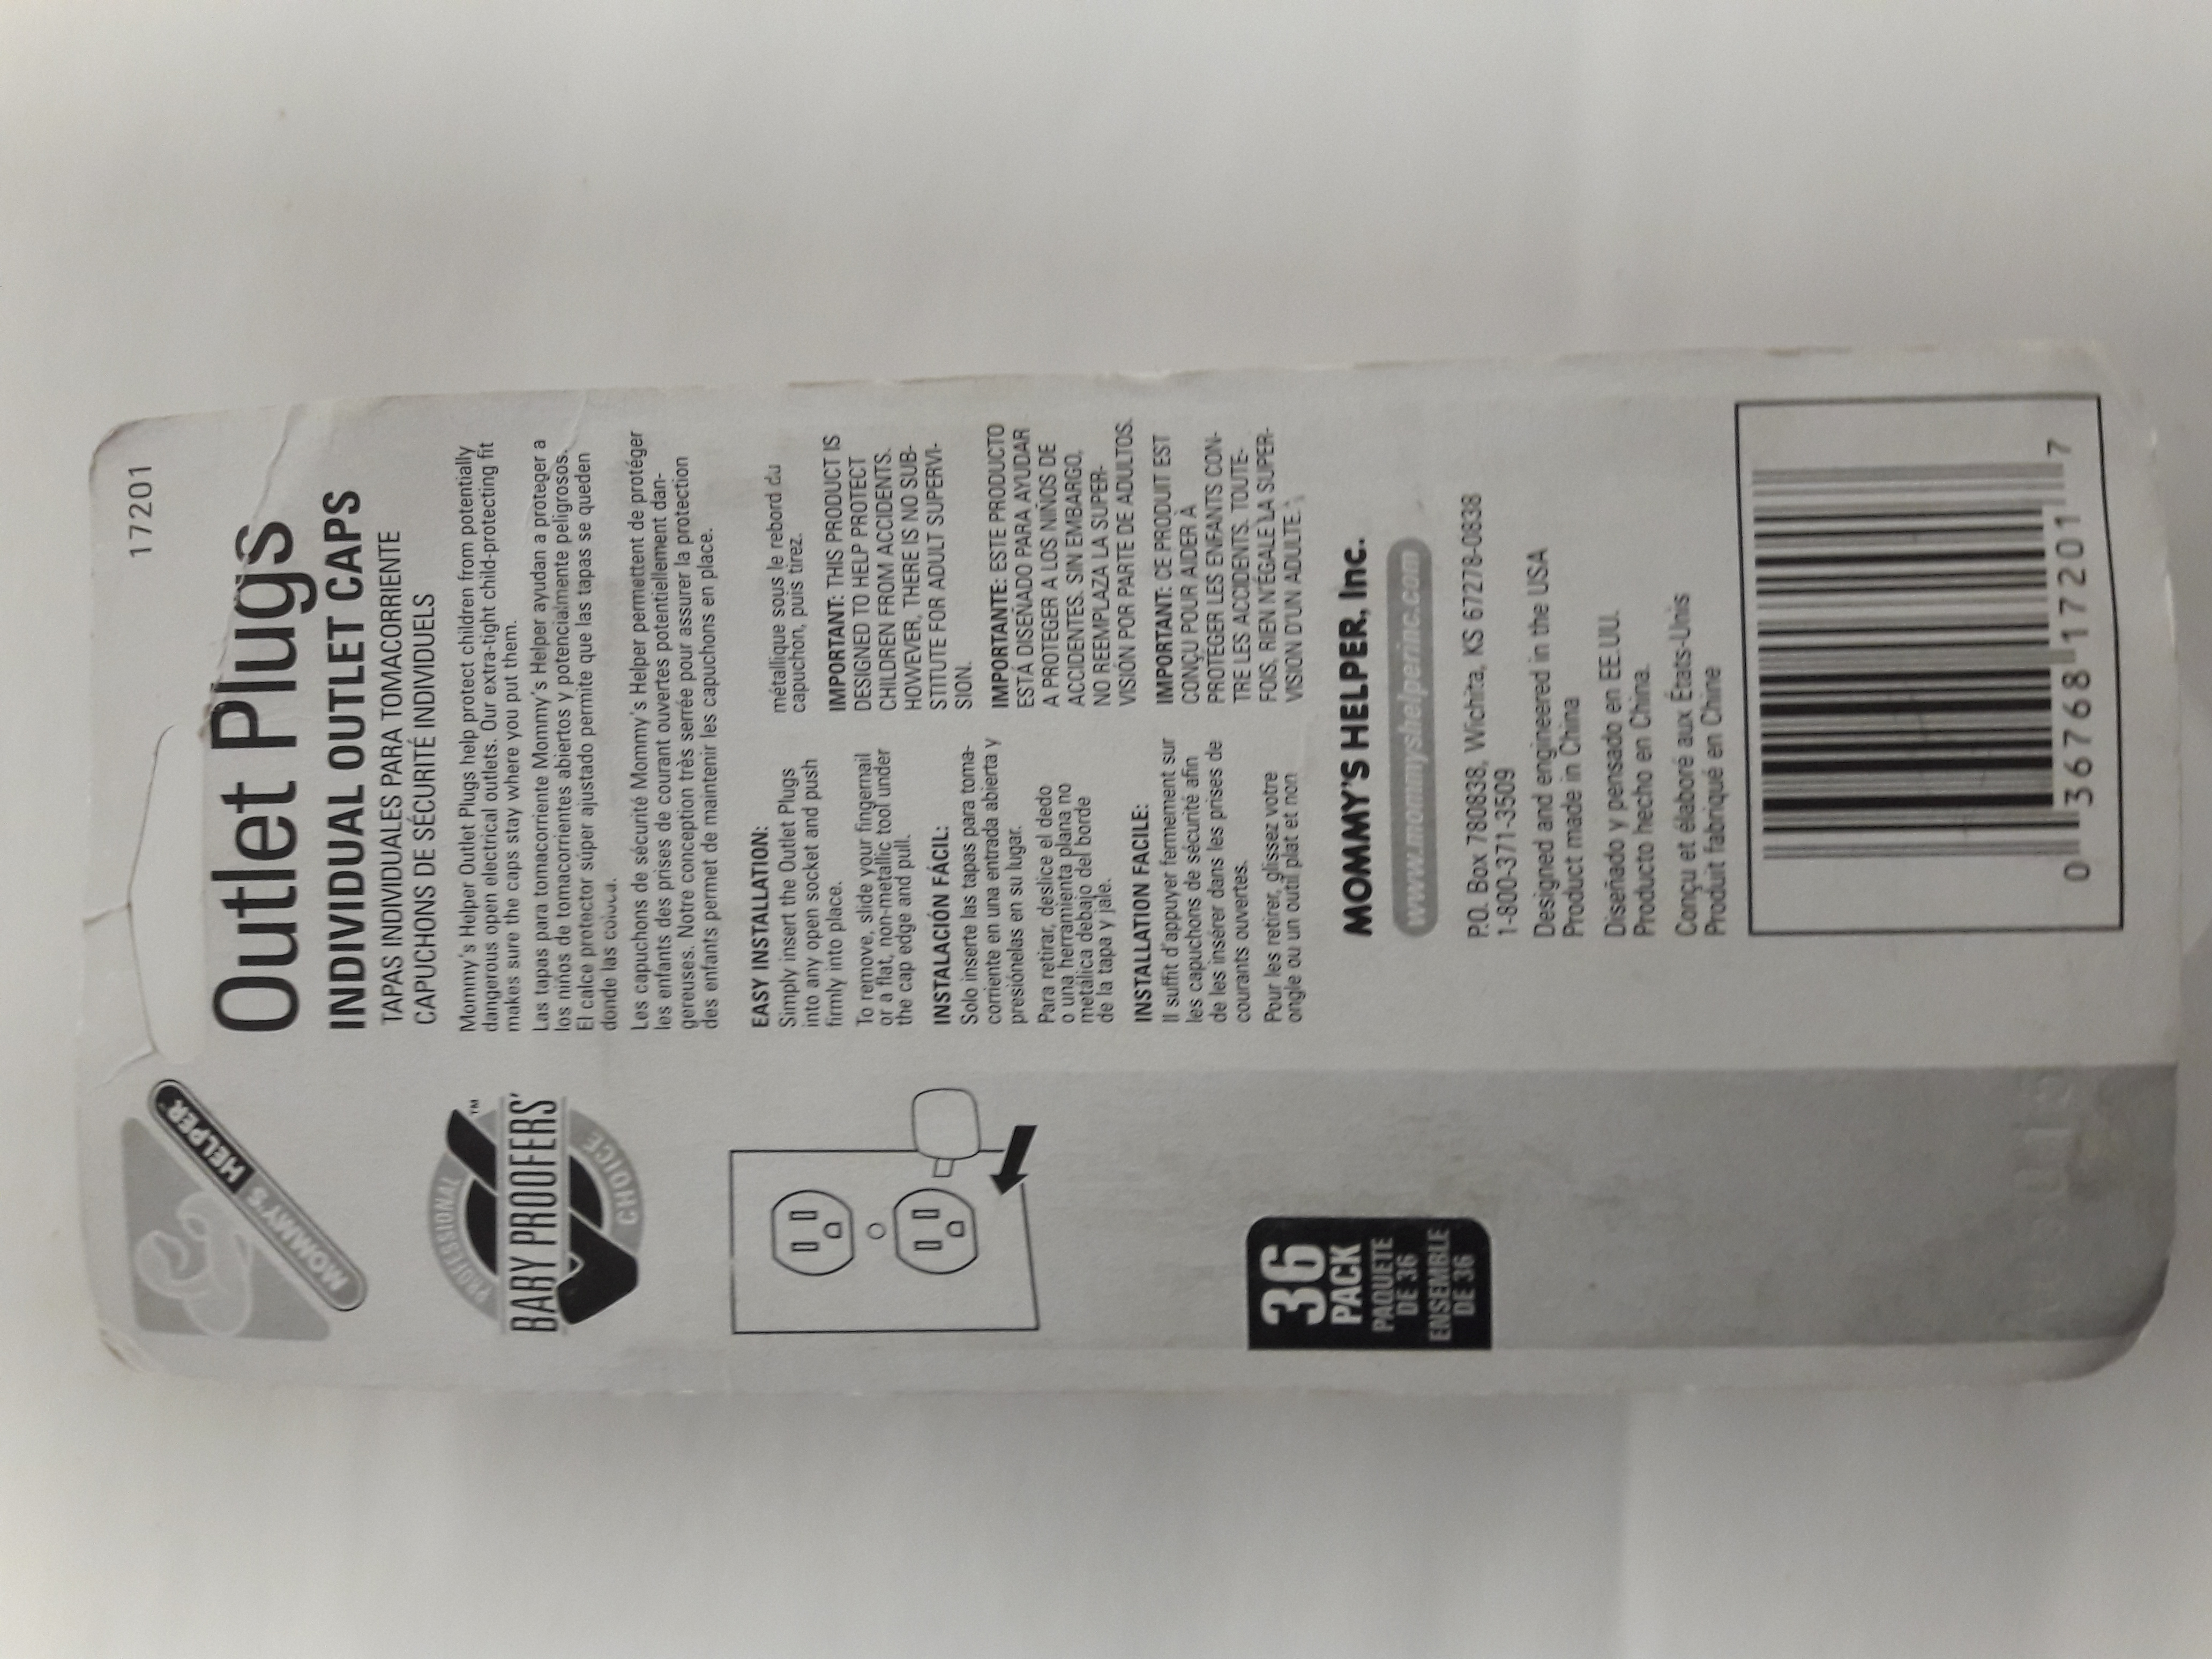 17201
MOMMY'S HELPER™
Outlet Plugs
INDIVIDUAL OUTLET CAPS
TAPAS INDIVIDUALES PARA TOMACORRIENTE
CAPUCHONS DE SÉCURITÉ INDIVIDUELS
PROFESSIONAL
BABY PROOFERS'
CHOICE
™
Mommy's Helper Outlet Plugs help protect children from potentially
dangerous open electrical outlets. Our extra-tight child-protecting fit
makes sure the caps stay where you put them.
Las tapas para tomacorriente Mommy's Helper ayudan a proteger a
los niños de tomacorrientes abiertos y potencialmente peligrosos.
El calce protector súper ajustado permite que las tapas se queden
donde las
Les capuchons de sécurité Mommy's Helper permettent de protéger
les enfants des prises de courant ouvertes potentiellement dan-
gereuses. Notre conception très serrée pour assurer la protection
des enfants permet de maintenir les capuchons en place.
EASY INSTALLATION:
Simply insert the Outlet Plugs
into any open socket and push
firmly into place.
To remove, slide your fingernail
or a flat, non-metallic tool under
the cap edge and pull.
INSTALACIÓN FÁCIL:
Solo inserte las tapas para toma-
corriente en una entrada abierta y
presiónelas en su lugar.
Para retirar, deslice el dedo
o una herramienta plana no
metálica debajo del borde
de la tapa y jale.
INSTALLATION FACILE:
Il suffit d'appuyer fermement sur
les capuchons de sécurité afin
de les insérer dans les prises de
courants ouvertes.
Pour les retirer, glissez votre
ongle ou un outil plat et non
métallique sous le rebord du
capuchon, puis tirez.
IMPORTANT: THIS PRODUCT IS
DESIGNED TO HELP PROTECT
CHILDREN FROM ACCIDENTS.
HOWEVER, THERE IS NO SUB-
STITUTE FOR ADULT SUPERVI-
SION.
IMPORTANTE: ESTE PRODUCTO
ESTÁ DISEÑADO PARA AYUDAR
A PROTEGER A LOS NIÑOS DE
ACCIDENTES. SIN EMBARGO,
NO REEMPLAZA LA SUPER-
VISIÓN POR PARTE DE ADULTOS.
IMPORTANT: CE PRODUIT EST
CONÇU POUR AIDER À
PROTÉGER LES ENFANTS CON-
TRE LES ACCIDENTS. TOUTE-
FOIS, RIEN N'ÉGALE LA SUPER-
VISION D'UN ADULTE.
36
PACK
PAQUETE
DE 36
ENSEMBLE
DE 36
MOMMY'S HELPER, Inc.
www.mommyshelperinc.com
P.O. Box 780838, Wichita, KS 67278-0838
1-800-371-3509
Designed and engineered in the USA
Product made in China
Diseñado y pensado en EE.UU.
Producto hecho en China.
Conçu et élaboré aux États-Unis
Produit fabriqué en Chine
0 36768 17201 7